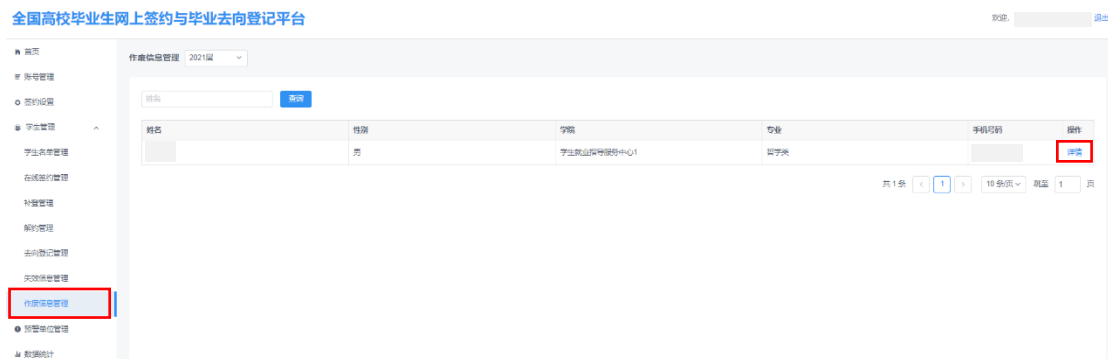 全国高校毕业生网上签约与毕业去向登记平台
欢迎, 退出
首页
账号管理
签约设置
学生管理
学生名单管理
在线签约管理
补登管理
解约管理
去向登记管理
失效信息管理
作废信息管理
预警单位管理
数据统计
作废信息管理 2021届
姓名 查询
姓名 性别 学院 专业 手机号码 操作
男 学生就业指导服务中心1 哲学类 详情
共 1 条 < 1 > 10 条/页 跳至 1 页